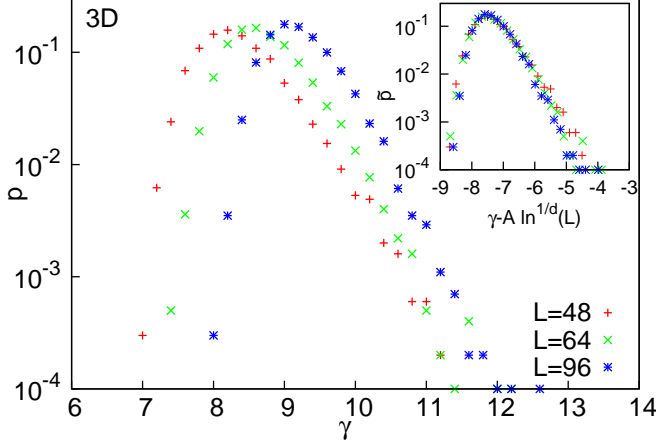 3D
p
10^-1
10^-2
10^-3
10^-4
6 7 8 9 10 11 12 13 14
γ
L=48
L=64
L=96
p̃
10^-1
10^-2
10^-3
10^-4
-9 -8 -7 -6 -5 -4 -3
γ-A ln^1/d(L)